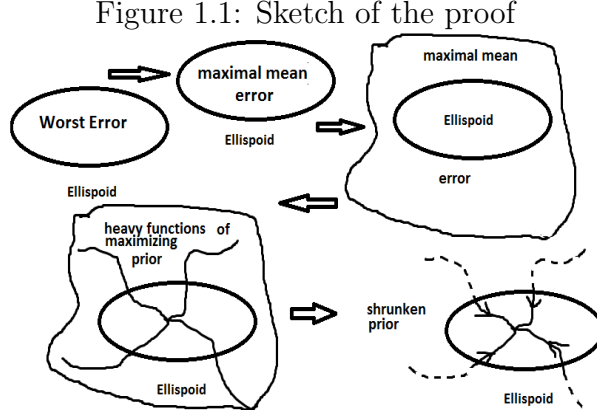 Figure 1.1: Sketch of the proof
Worst Error
Ellispoid
maximal mean
error
Ellispoid
maximal mean
Ellispoid
error
heavy functions of
maximizing
prior
Ellispoid
shrunken
prior
Ellispoid